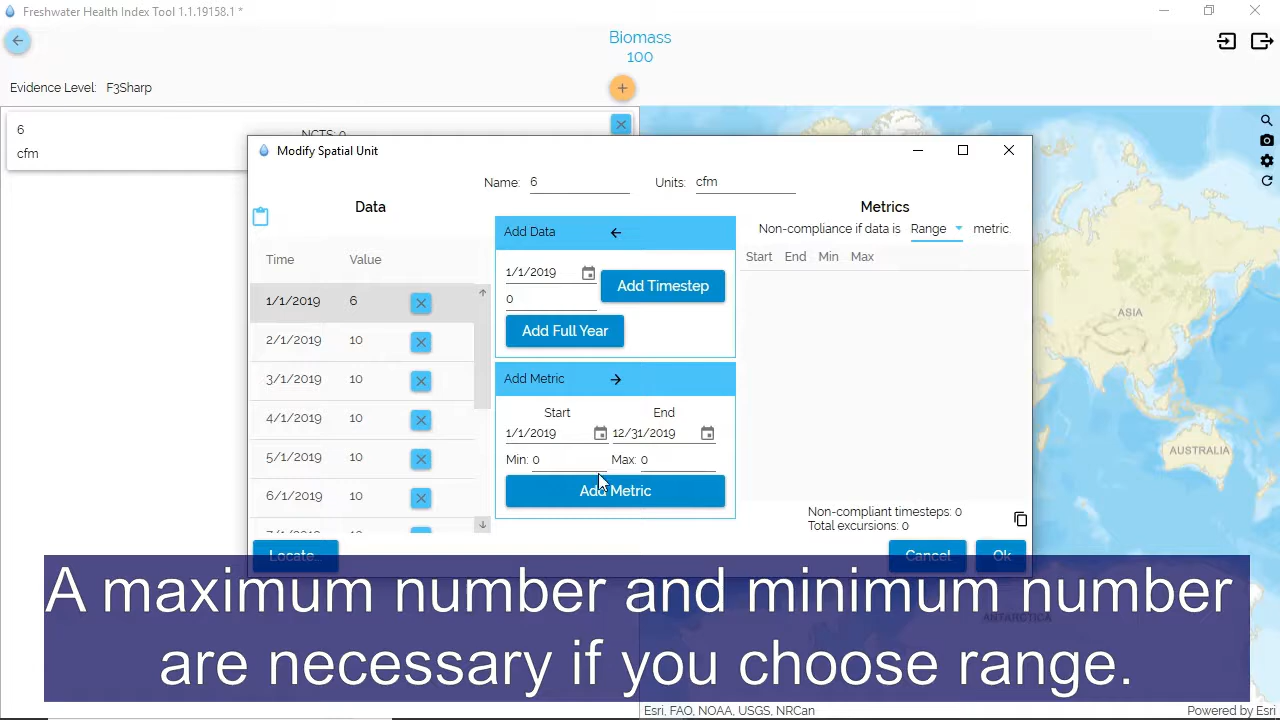 Freshwater Health Index Tool 1.1.19158.1 *
Biomass
100
Evidence Level: F3Sharp
6
cfm
NCTS: 0
Modify Spatial Unit
Name: 6 Units: cfm
Data
Metrics
Non-compliance if data is Range metric.
Start End Min Max
Time Value
1/1/2019 6
2/1/2019 10
3/1/2019 10
4/1/2019 10
5/1/2019 10
6/1/2019 10
Add Data
1/1/2019
0
Add Timestep
Add Full Year
Add Metric
Start End
1/1/2019 12/31/2019
Min: 0 Max: 0
Add Metric
Non-compliant timesteps: 0
Total excursions: 0
Locate...
Cancel Ok
ASIA
AUSTRALIA
ANTARCTICA
A maximum number and minimum number
are necessary if you choose range.
Esri, FAO, NOAA, USGS, NRCan
Powered by Esri